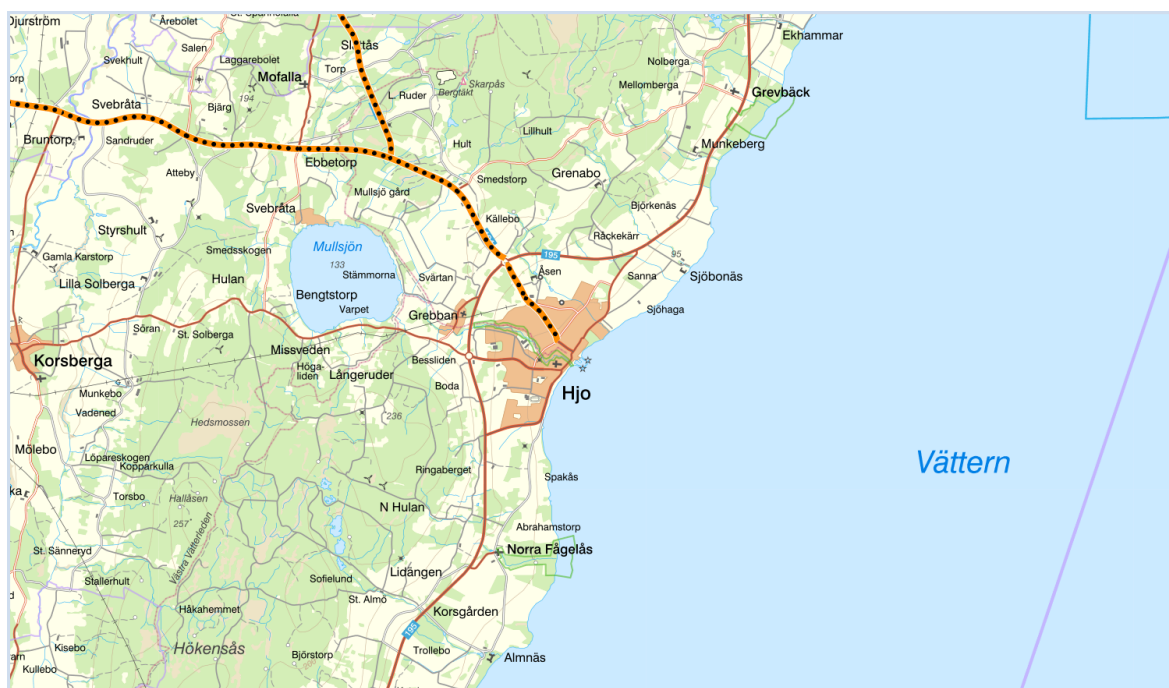 Djurström
Årebolet
St. Spånholalla
Salen
Svekhult
Laggarebolet
Torp
Mofalla
Skarpås
Bergtäkt
L. Ruder
Nolberga
Mellomberga
Ekhammar
Grevbäck
Svebråta
Bjärg
194
Bruntorp
Sandruder
Ebbetorp
Hult
Lillhult
Munkeberg
Atteby
Mullsjö gård
Smedstorp
Grenabo
Svebråta
Källebo
Björkenäs
Styrshult
Råckekärr
Mullsjön
133
195
95
Gamla Karstorp
Smedsskogen
Stämmorna
Svärtan
Åsen
Sanna
Sjöbonäs
Lilla Solberga
Hulan
Bengtstorp
Varpet
Grebban
Sjöhaga
Söran
St. Solberga
Missveden
Bessliden
Korsberga
Höga-
liden
Långeruder
Boda
Hjo
Munkebo
Vadened
Hedsmossen
236
Mölebo
Löpareskogen
Kopparkulla
Ringaberget
Spakås
Vättern
ka
Torsbo
Hallåsen
257
N Hulan
Abrahamstorp
St. Sänneryd
Västra Vätterleden
Norra Fågelås
Stallerhult
Sofielund
Lidängen
St. Almö
Håkahemmet
Korsgården
195
Kisebo
Hökensås
Björstorp
Trollebo
Almnäs
Kullebo